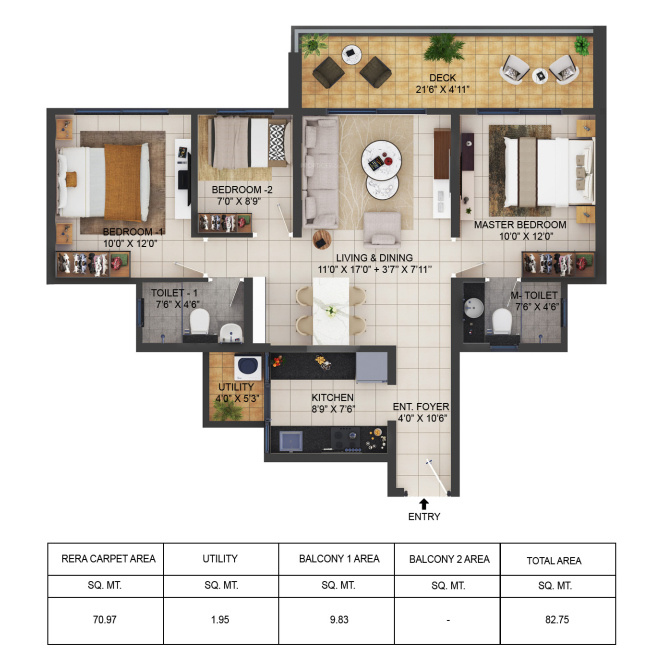 DECK
21'6" X 4'11"
BEDROOM -2
7'0" X 8'9"
BEDROOM -1
10'0" X 12'0"
MASTER BEDROOM
10'0" X 12'0"
LIVING & DINING
11'0" X 17'0" + 3'7" X 7'11"
TOILET - 1
7'6" X 4'6"
M- TOILET
7'6" X 4'6"
UTILITY
4'0" X 5'3"
KITCHEN
8'9" X 7'6"
ENT. FOYER
4'0" X 10'6"
ENTRY
RERA CARPET AREA UTILITY BALCONY 1 AREA BALCONY 2 AREA TOTAL AREA
SQ. MT. SQ. MT. SQ. MT. SQ. MT. SQ. MT.
70.97 1.95 9.83 - 82.75